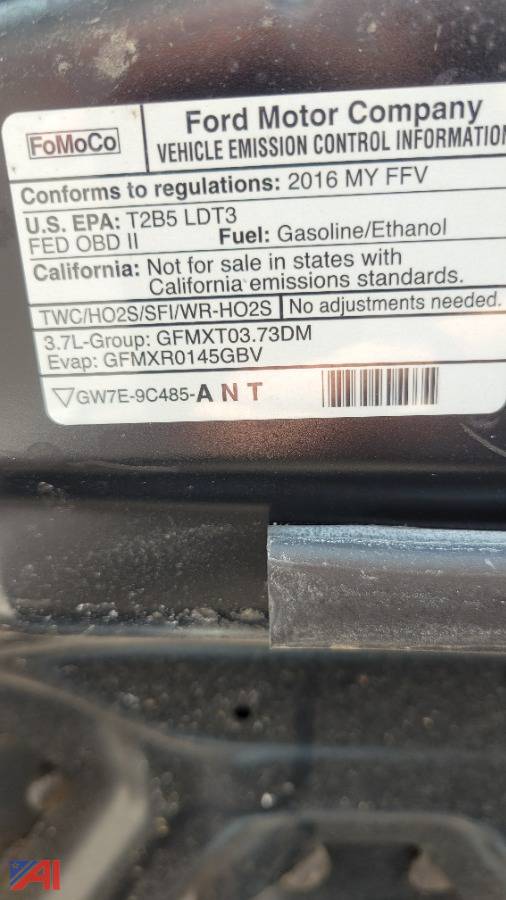 FoMoCo
Ford Motor Company
VEHICLE EMISSION CONTROL INFORMATION
Conforms to regulations: 2016 MY FFV
U.S. EPA: T2B5 LDT3
FED OBD II Fuel: Gasoline/Ethanol
California: Not for sale in states with
California emissions standards.
TWC/HO2S/SFI/WR-HO2S No adjustments needed.
3.7L-Group: GFMXT03.73DM
Evap: GFMXR0145GBV
GW7E-9C485-A N T
AI